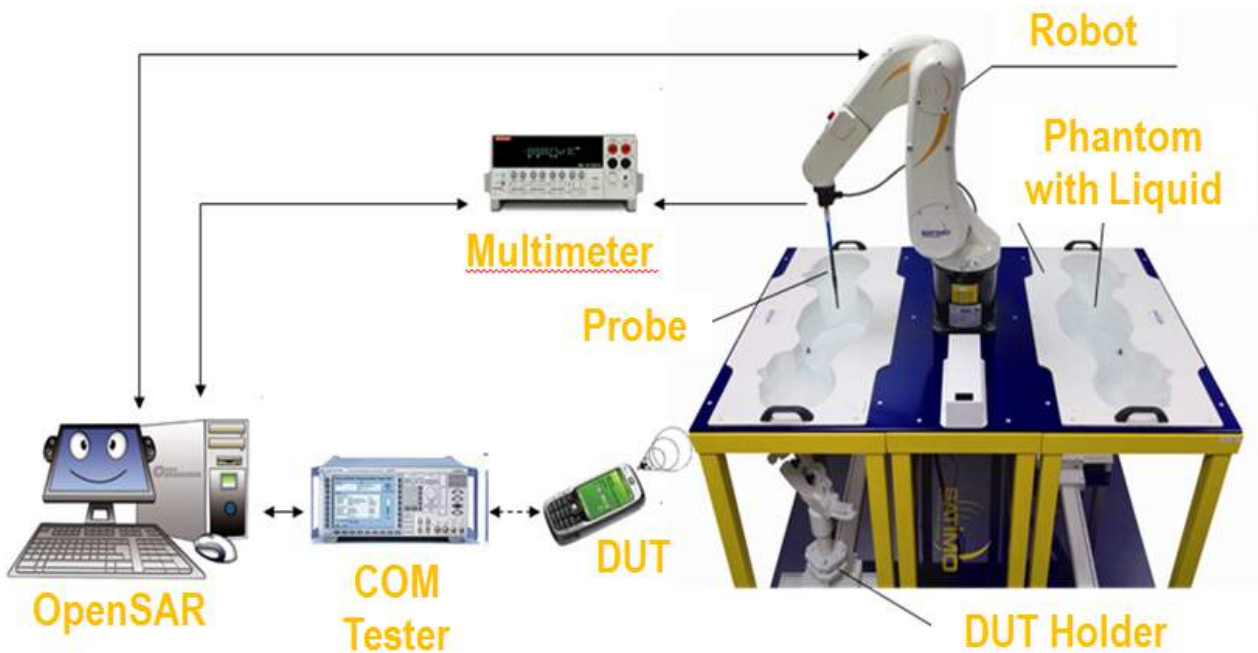 Robot
Phantom
with Liquid
Multimeter
Probe
OpenSAR
COM
Tester
DUT
DUT Holder
SATIMO